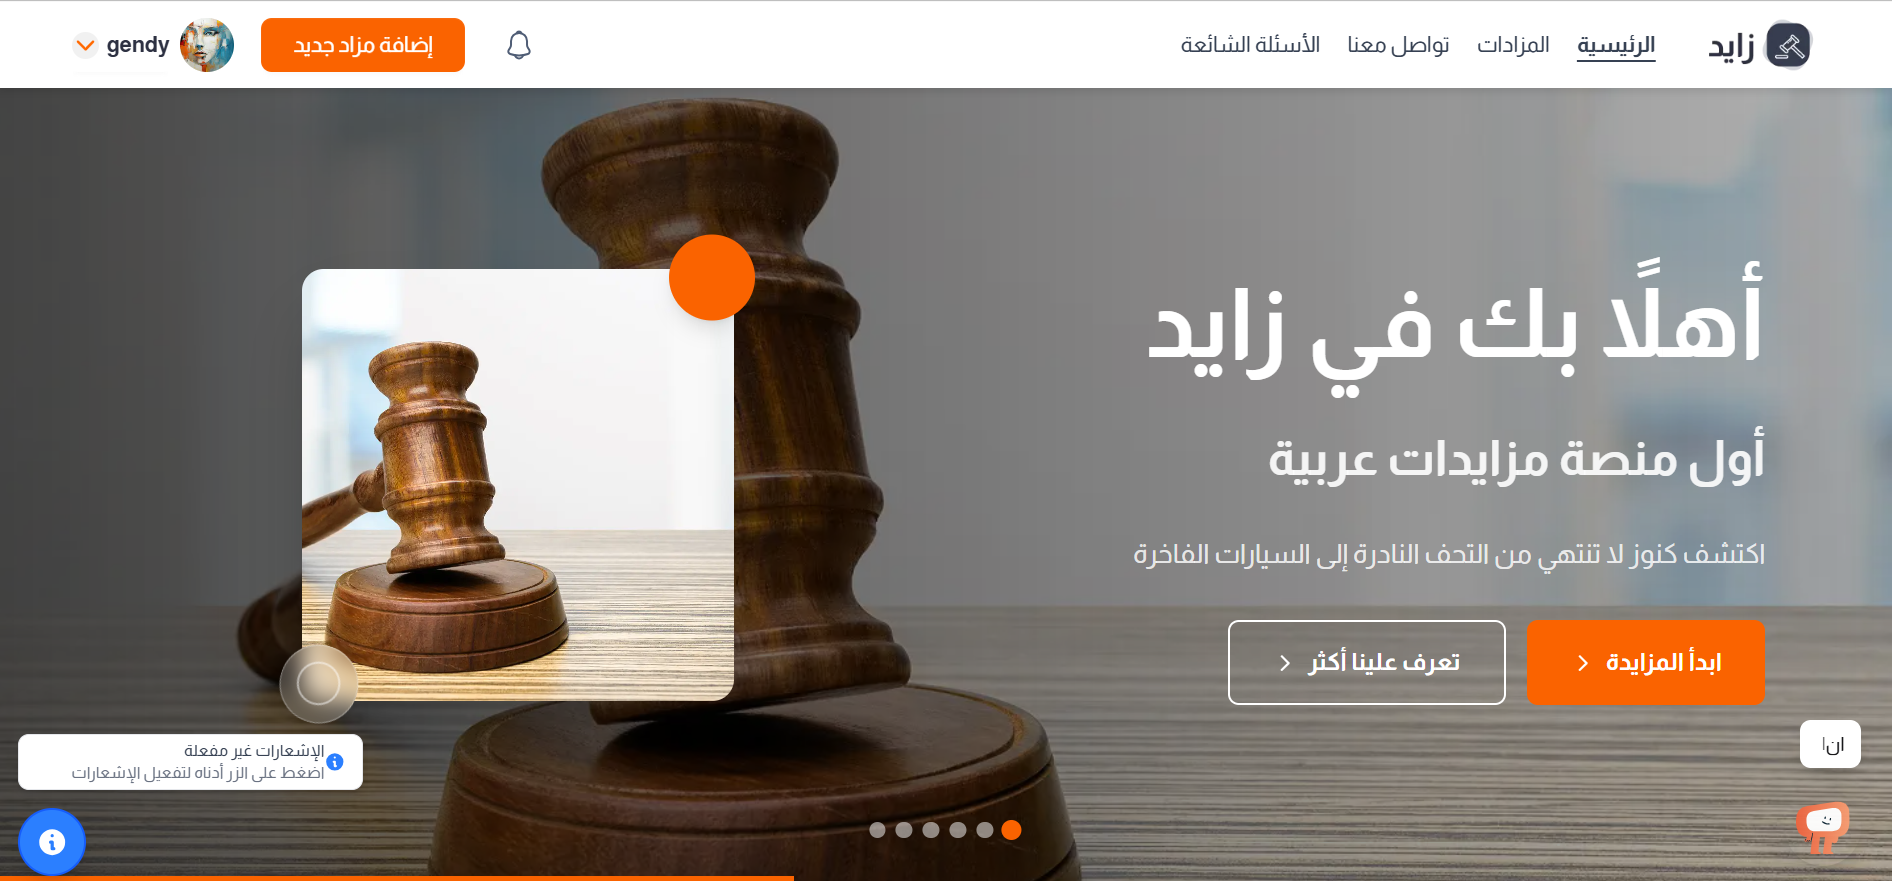 زايد
الرئيسية
المزادات
تواصل معنا
الأسئلة الشائعة
إضافة مزاد جديد
gendy
أهلًا بك في زايد
أول منصة مزايدات عربية
اكتشف كنوز لا تنتهي من التحف النادرة إلى السيارات الفاخرة
ابدأ المزايدة
تعرف علينا أكثر
ان
الإشعارات غير مفعلة
اضغط على الزر أدناه لتفعيل الإشعارات